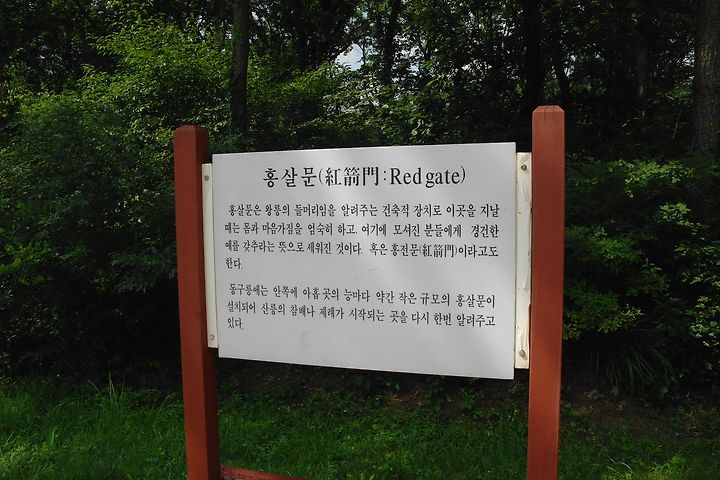 홍살문(紅箭門:Red gate)
홍살문은 왕릉의 들머리임을 알려주는 건축적 장치로 이곳을 지날
때는 몸과 마음가짐을 엄숙히 하고, 여기에 모셔진 분들에게 경건한
예를 갖추라는 뜻으로 세워진 것이다. 혹은 홍전문(紅箭門)이라고도
한다.
동구릉에는 안쪽에 아홉 곳의 능마다 약간 작은 규모의 홍살문이
설치되어 산릉의 참배나 제례가 시작되는 곳을 다시 한번 알려주고
있다.